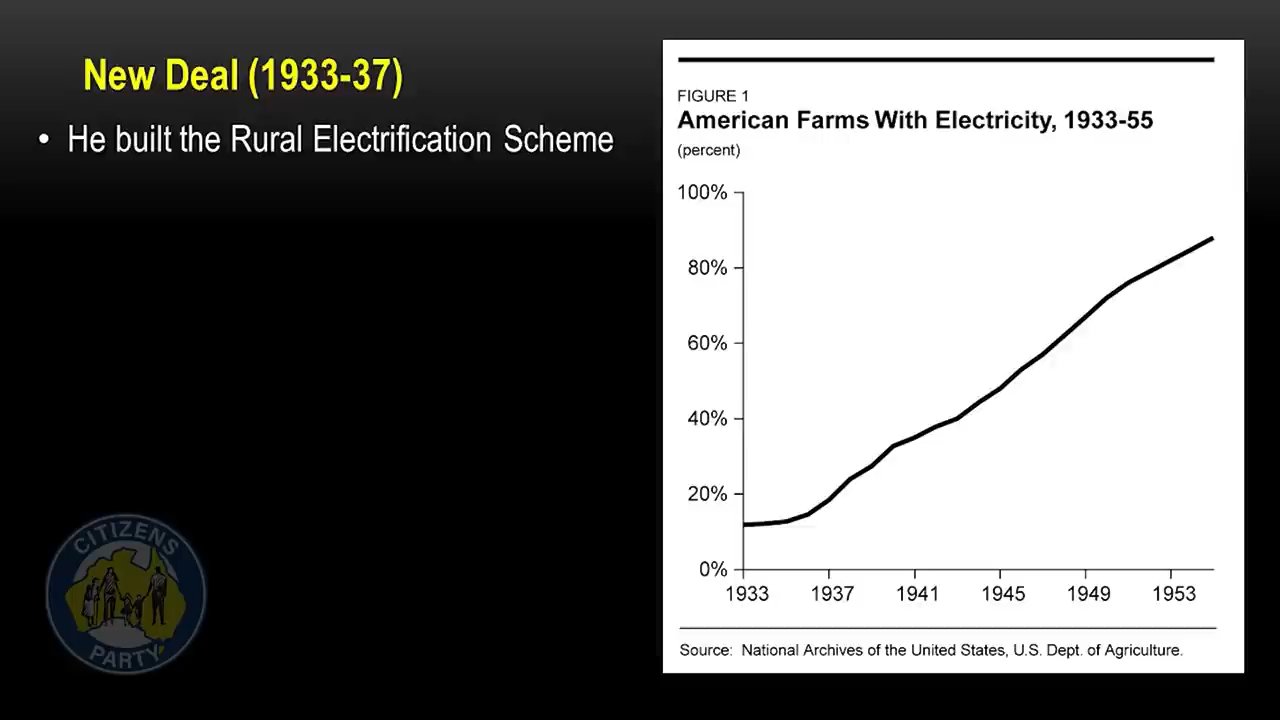 New Deal (1933-37)
• He built the Rural Electrification Scheme
FIGURE 1
American Farms With Electricity, 1933-55
(percent)
100%
80%
60%
40%
20%
0%
1933 1937 1941 1945 1949 1953
Source: National Archives of the United States, U.S. Dept. of Agriculture.
CITIZENS
PARTY